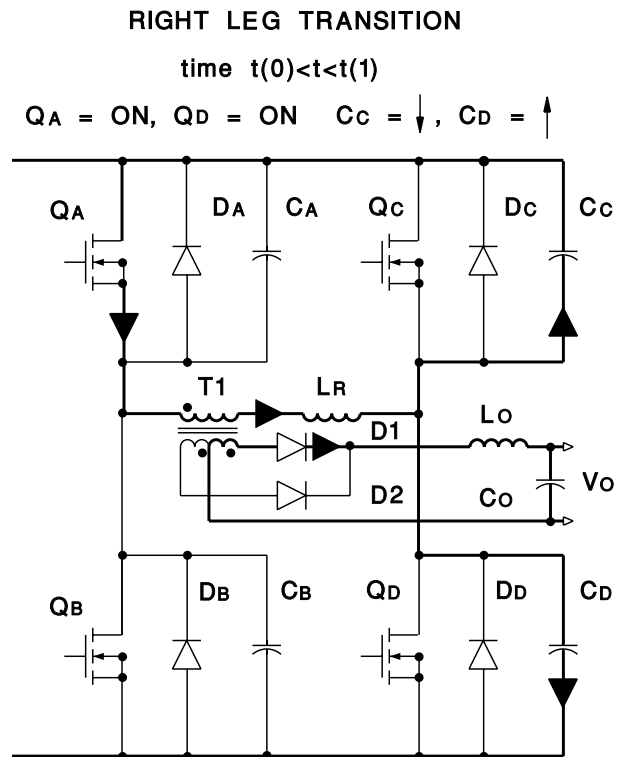 RIGHT LEG TRANSITION
time t(0)<t<t(1)
QA = ON, QD = ON CC = ↓ , CD = ↑
QA DA CA QC DC CC
T1 LR
D1 LO
D2 CO VO
QB DB CB QD DD CD